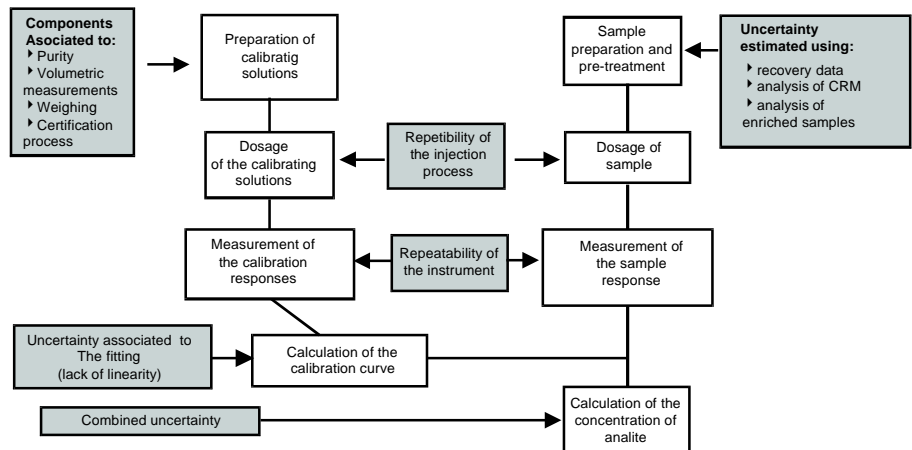 Components
Asociated to:
Purity
Volumetric
measurements
Weighing
Certification
process
Preparation of
calibratig
solutions
Sample
preparation and
pre-treatment
Uncertainty
estimated using:
recovery data
analysis of CRM
analysis of
enriched samples
Dosage
of the calibrating
solutions
Repetibility of
the injection
process
Dosage of
sample
Measurement of
the calibration
responses
Repeatability of
the instrument
Measurement of
the sample
response
Uncertainty associated to
The fitting
(lack of linearity)
Calculation of the
calibration curve
Combined uncertainty
Calculation of the
concentration of
analite